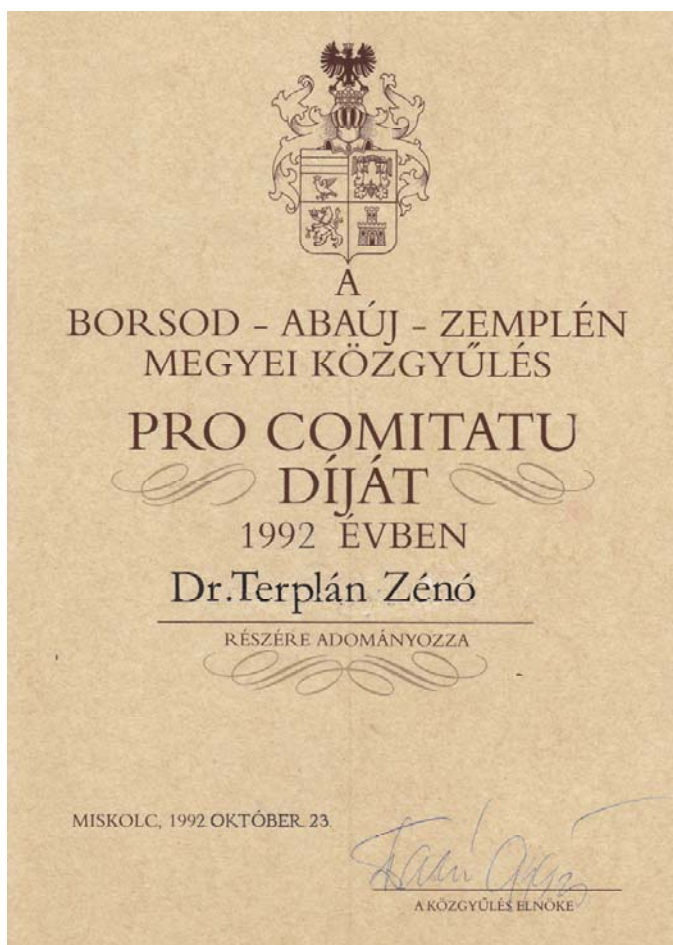 A
BORSOD - ABAÚJ - ZEMPLÉN
MEGYEI KÖZGYŰLÉS
PRO COMITATU
DÍJÁT
1992 ÉVBEN
Dr.Terplán Zénó
RÉSZÉRE ADOMÁNYOZZA
MISKOLC, 1992 OKTÓBER 23.
A KÖZGYŰLÉS ELNÖKE